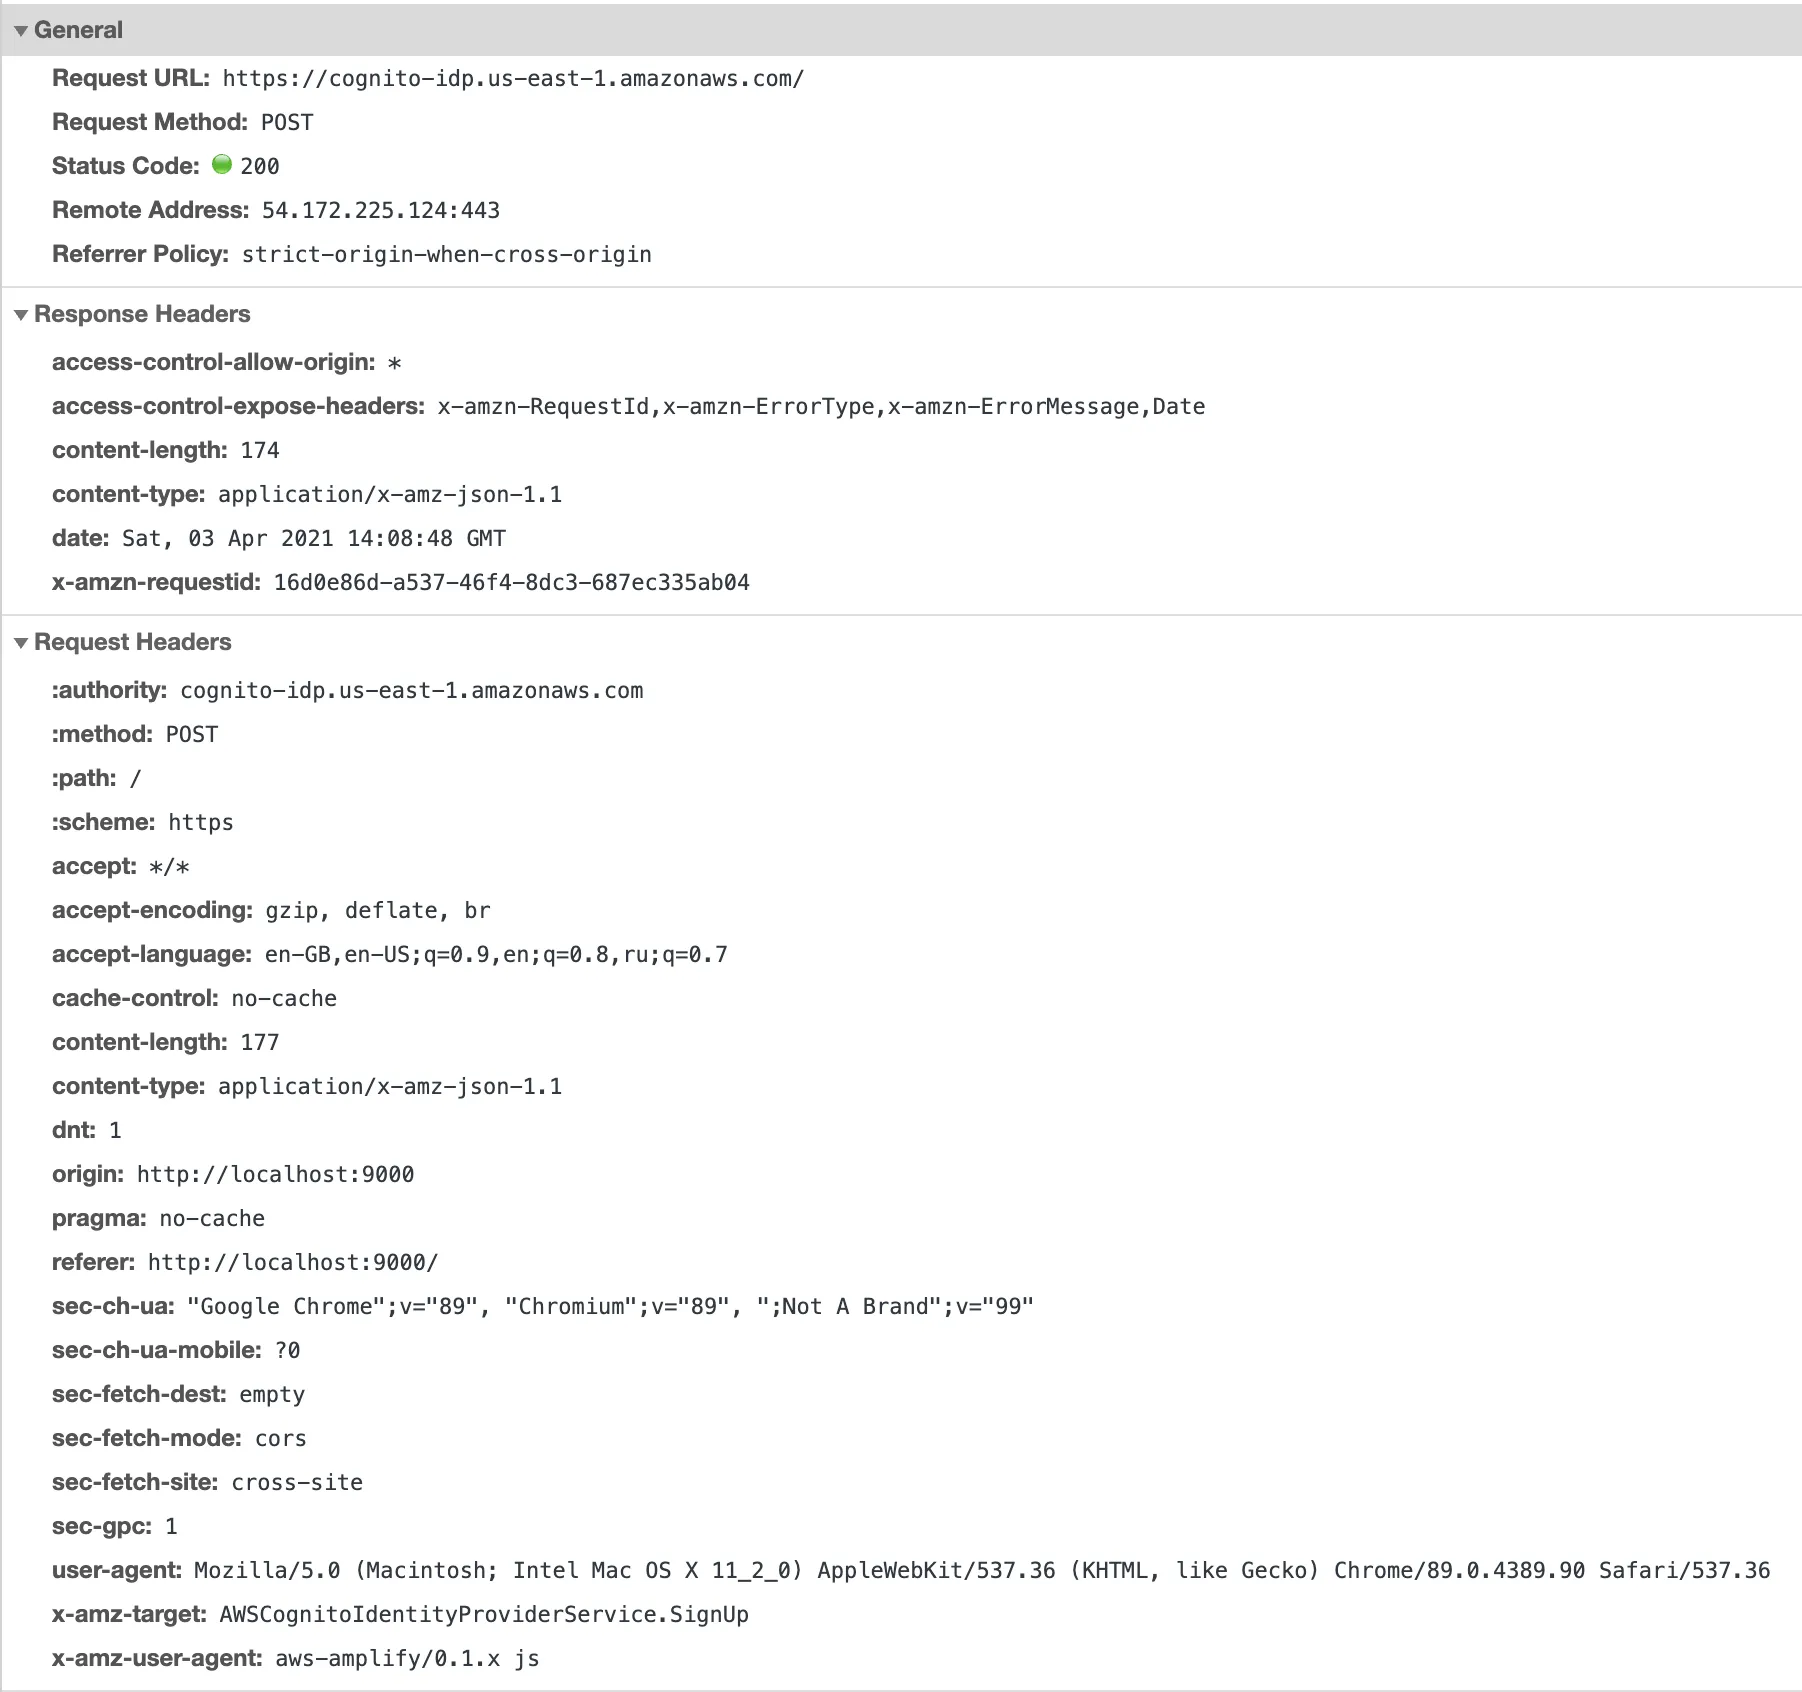 General
Request URL: https://cognito-idp.us-east-1.amazonaws.com/
Request Method: POST
Status Code: 200
Remote Address: 54.172.225.124:443
Referrer Policy: strict-origin-when-cross-origin
Response Headers
access-control-allow-origin: *
access-control-expose-headers: x-amzn-RequestId,x-amzn-ErrorType,x-amzn-ErrorMessage,Date
content-length: 174
content-type: application/x-amz-json-1.1
date: Sat, 03 Apr 2021 14:08:48 GMT
x-amzn-requestid: 16d0e86d-a537-46f4-8dc3-687ec335ab04
Request Headers
:authority: cognito-idp.us-east-1.amazonaws.com
:method: POST
:path: /
:scheme: https
accept: */*
accept-encoding: gzip, deflate, br
accept-language: en-GB,en-US;q=0.9,en;q=0.8,ru;q=0.7
cache-control: no-cache
content-length: 177
content-type: application/x-amz-json-1.1
dnt: 1
origin: http://localhost:9000
pragma: no-cache
referer: http://localhost:9000/
sec-ch-ua: "Google Chrome";v="89", "Chromium";v="89", ";Not A Brand";v="99"
sec-ch-ua-mobile: ?0
sec-fetch-dest: empty
sec-fetch-mode: cors
sec-fetch-site: cross-site
sec-gpc: 1
user-agent: Mozilla/5.0 (Macintosh; Intel Mac OS X 11_2_0) AppleWebKit/537.36 (KHTML, like Gecko) Chrome/89.0.4389.90 Safari/537.36
x-amz-target: AWSCognitoIdentityProviderService.SignUp
x-amz-user-agent: aws-amplify/0.1.x js